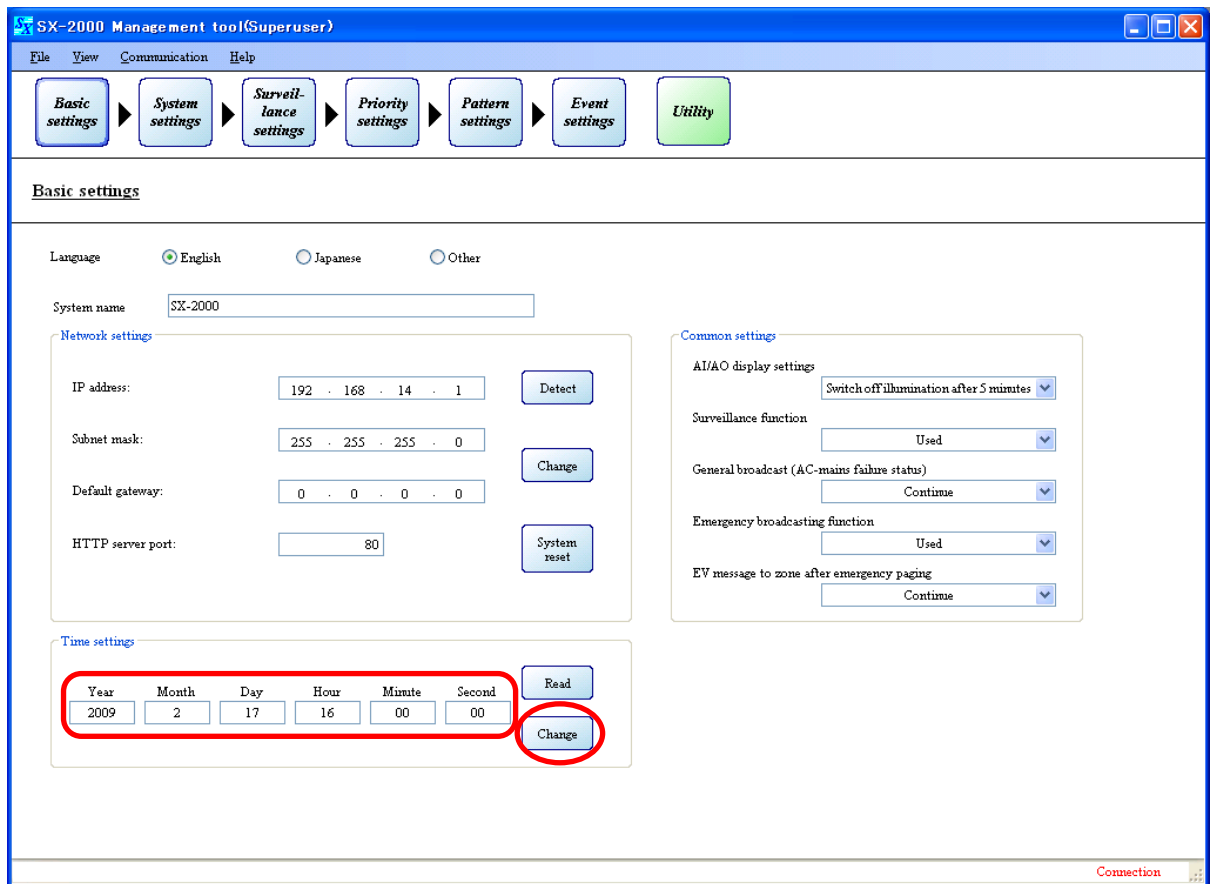 SX-2000 Management tool(Superuser)
File View Communication Help
Basic settings
System settings
Surveil-
lance
settings
Priority settings
Pattern settings
Event settings
Utility
Basic settings
Language English Japanese Other
System name SX-2000
Network settings
IP address: 192 . 168 . 14 . 1 Detect
Subnet mask: 255 . 255 . 255 . 0
Change
Default gateway: 0 . 0 . 0 . 0
HTTP server port: 80 System reset
Common settings
AI/AO display settings
Switch off illumination after 5 minutes
Surveillance function
Used
General broadcast (AC-mains failure status)
Continue
Emergency broadcasting function
Used
EV message to zone after emergency paging
Continue
Time settings
Year Month Day Hour Minute Second Read
2009 2 17 16 00 00
Change
Connection